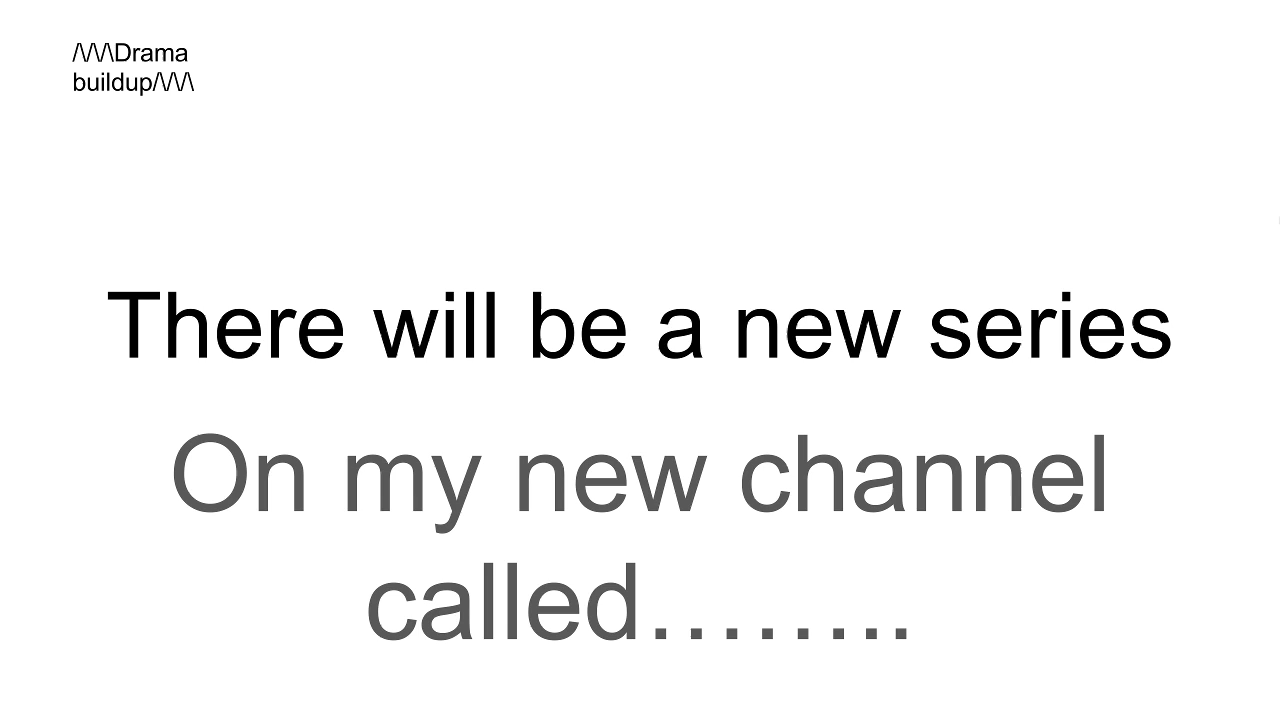 /\/\/\Drama
buildup/\/\/\
There will be a new series
On my new channel
called……..